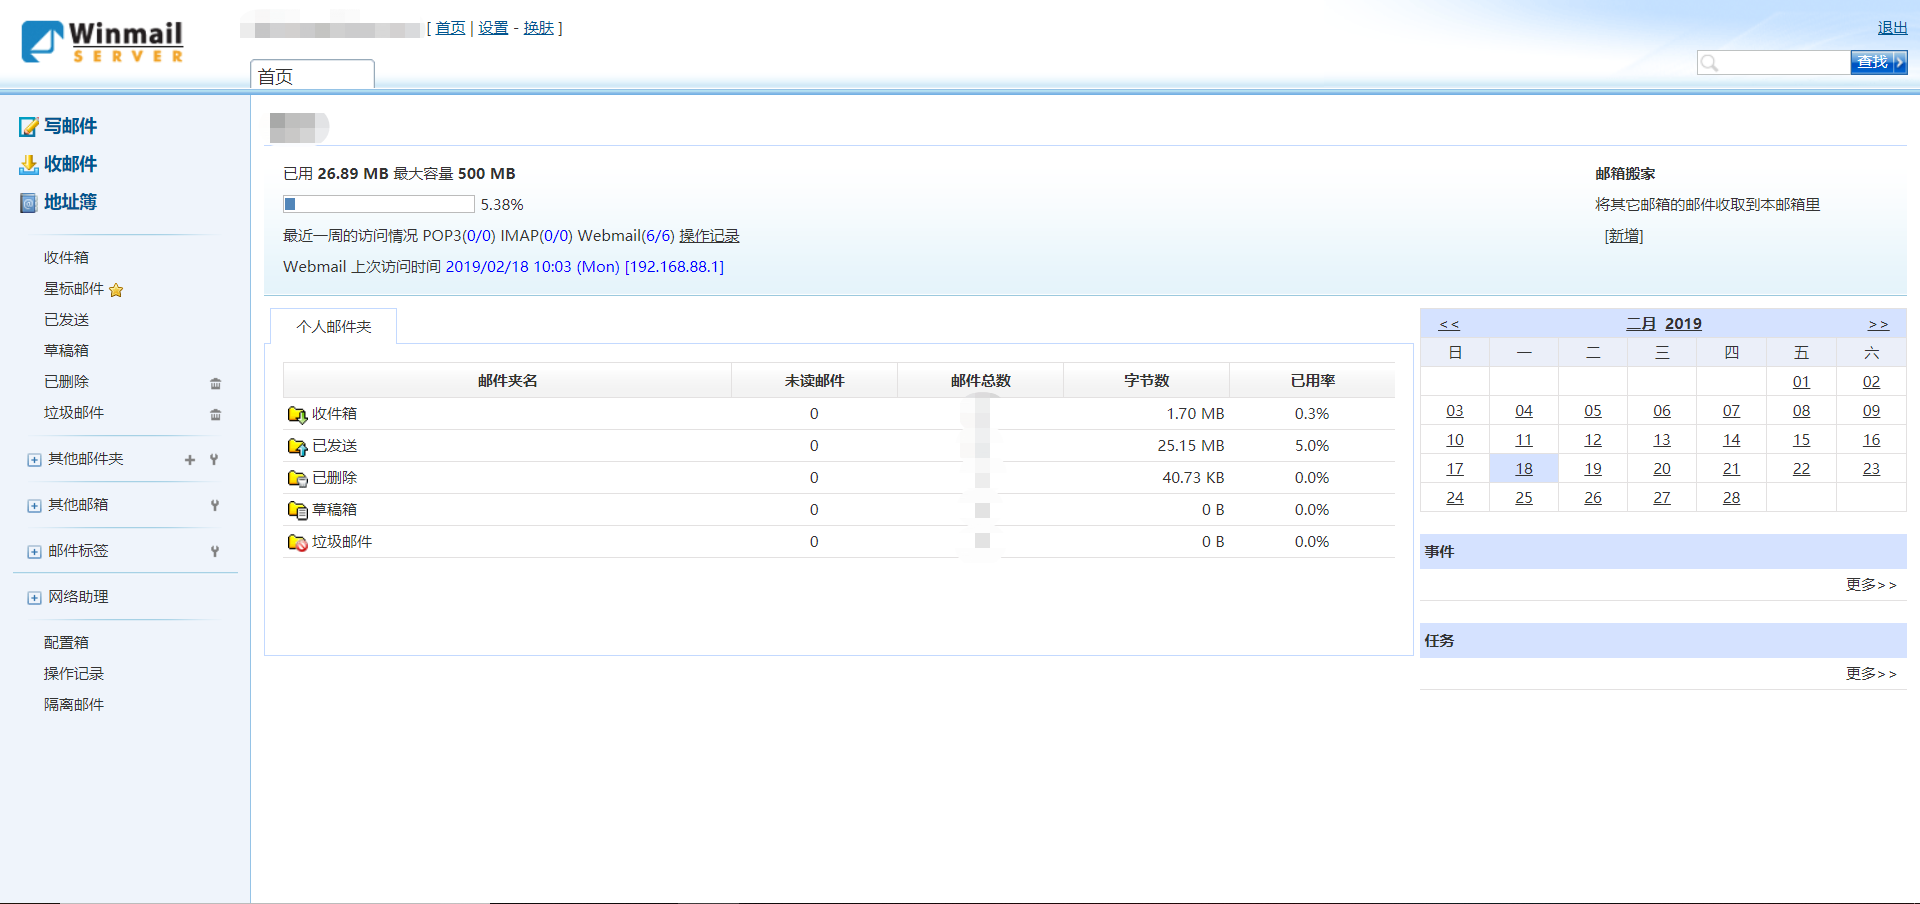 Winmail
SERVER
[ 首页 | 设置 - 换肤 ]
退出
首页
查找
写邮件
收邮件
地址簿
收件箱
星标邮件
已发送
草稿箱
已删除
垃圾邮件
其他邮件夹
其他邮箱
邮件标签
网络助理
配置箱
操作记录
隔离邮件
已用 26.89 MB 最大容量 500 MB
5.38%
最近一周的访问情况 POP3(0/0) IMAP(0/0) Webmail(6/6) 操作记录
Webmail 上次访问时间 2019/02/18 10:03 (Mon) [192.168.88.1]
邮箱搬家
将其它邮箱的邮件收取到本邮箱里
[新增]
个人邮件夹
邮件夹名 未读邮件 邮件总数 字节数 已用率
收件箱 0 1.70 MB 0.3%
已发送 0 25.15 MB 5.0%
已删除 0 40.73 KB 0.0%
草稿箱 0 0 B 0.0%
垃圾邮件 0 0 B 0.0%
<< 二月 2019 >>
日 一 二 三 四 五 六
01 02
03 04 05 06 07 08 09
10 11 12 13 14 15 16
17 18 19 20 21 22 23
24 25 26 27 28
事件
更多>>
任务
更多>>